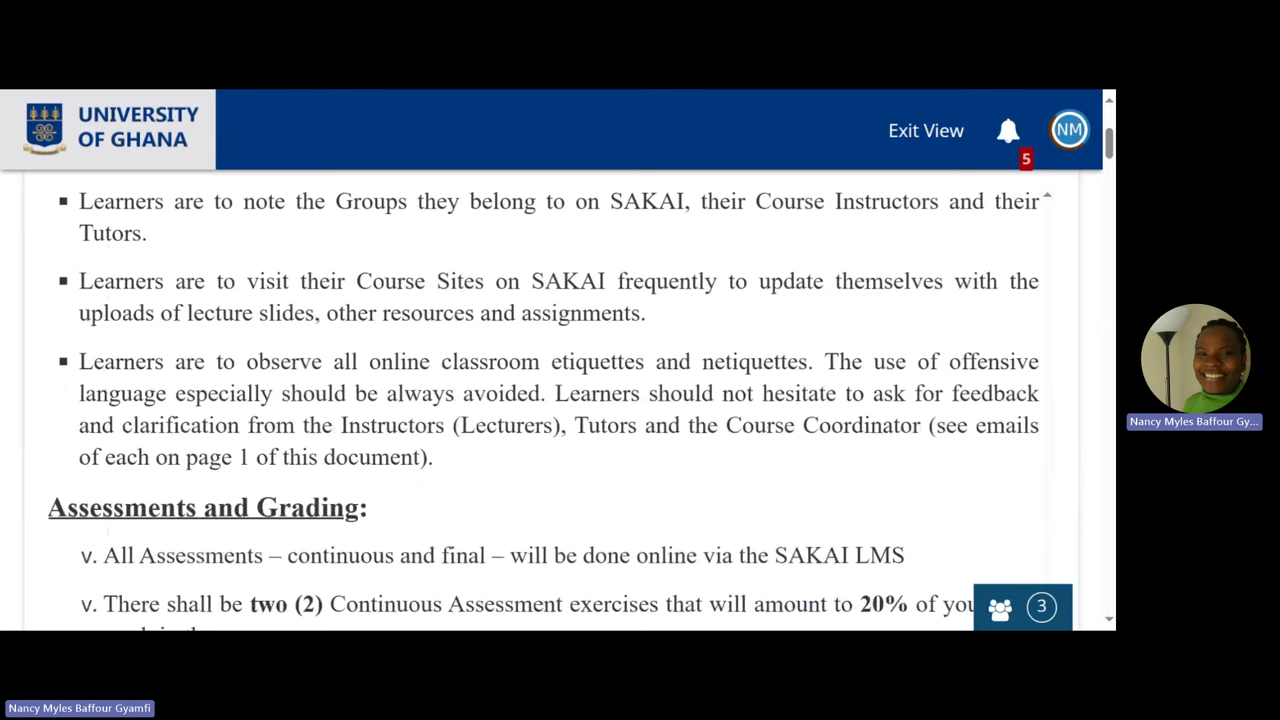 UNIVERSITY
OF GHANA
Exit View
5
NM
▪ Learners are to note the Groups they belong to on SAKAI, their Course Instructors and their
Tutors.
▪ Learners are to visit their Course Sites on SAKAI frequently to update themselves with the
uploads of lecture slides, other resources and assignments.
▪ Learners are to observe all online classroom etiquettes and netiquettes. The use of offensive
language especially should be always avoided. Learners should not hesitate to ask for feedback
and clarification from the Instructors (Lecturers), Tutors and the Course Coordinator (see emails
of each on page 1 of this document).
Assessments and Grading:
v. All Assessments – continuous and final – will be done online via the SAKAI LMS
v. There shall be two (2) Continuous Assessment exercises that will amount to 20% of
3
Nancy Myles Baffour Gy...
Nancy Myles Baffour Gyamfi